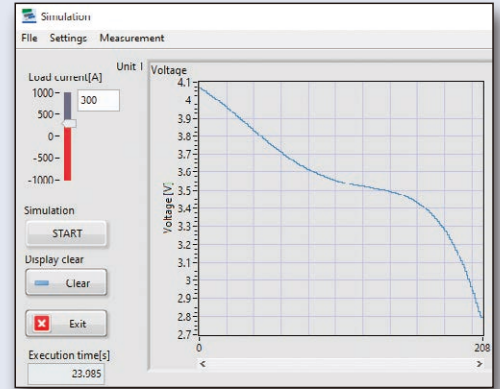 Simulation
File Settings Measurement
Unit I
Voltage
Load current[A]
1000
500
0
-500
-1000
300
Simulation
START
Display clear
Clear
Exit
Execution time[s]
23.985
Voltage [V]
4.1
4
3.9
3.8
3.7
3.6
3.5
3.4
3.3
3.2
3.1
3
2.9
2.8
2.7
0
208